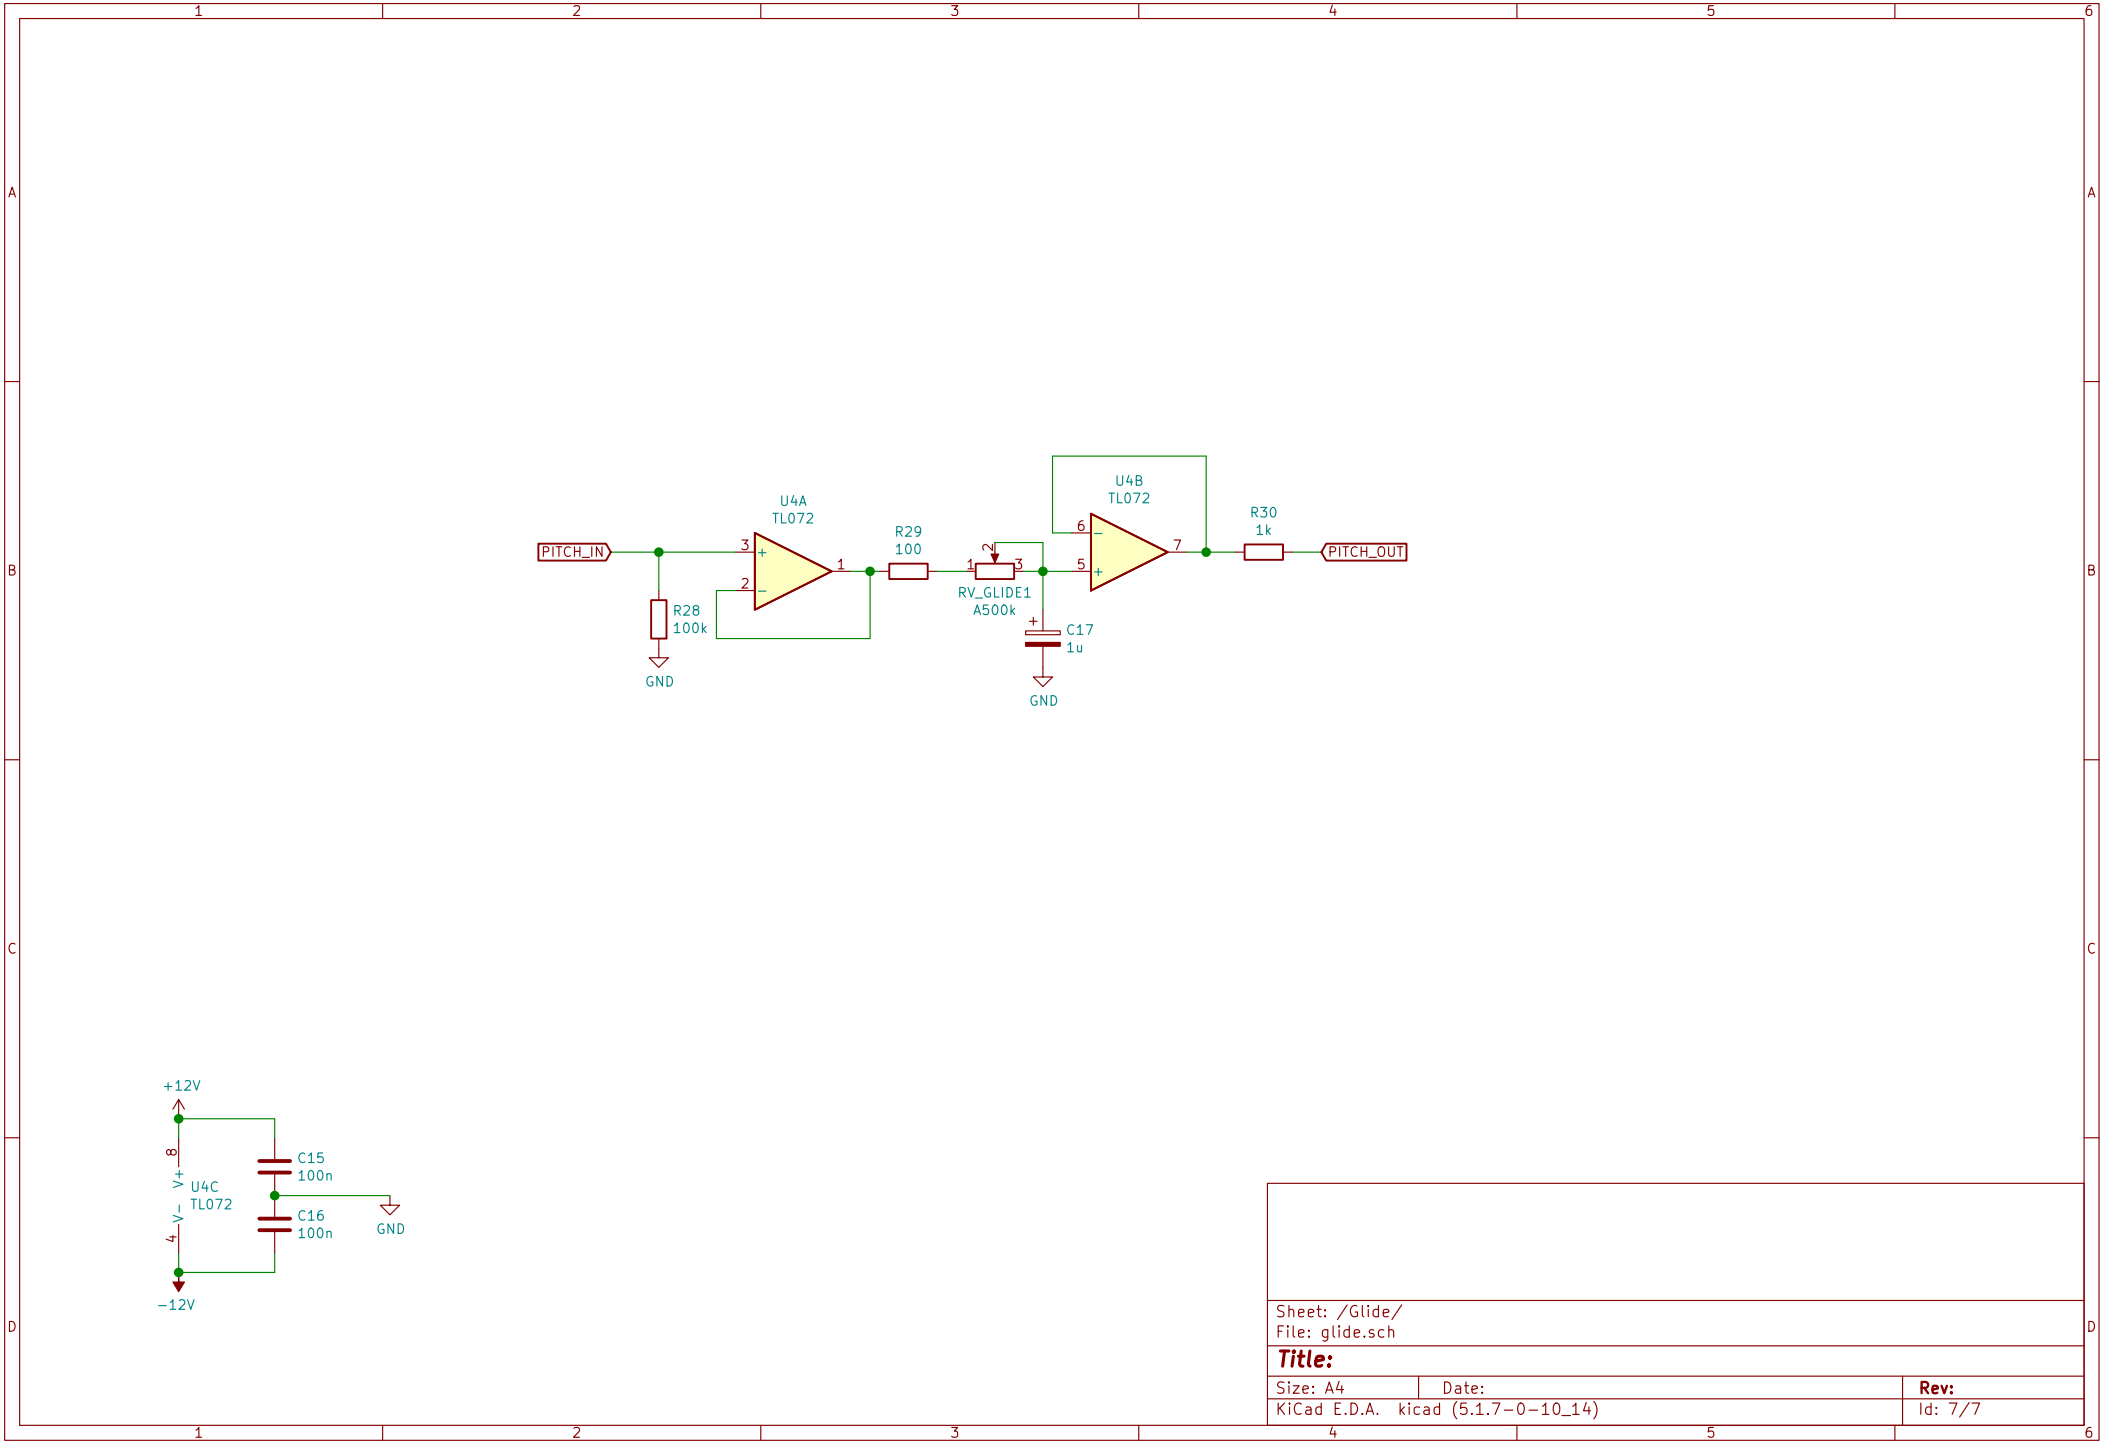 1 2 3 4 5 6
A A
U4B
TL072
U4A
TL072
R29
100
R30
1k
PITCH_IN
3
+
2
−
1
1
2
3
6
−
5
+
7
PITCH_OUT
RV_GLIDE1
A500k
R28
100k
GND
+
C17
1u
GND
B B
C C
+12V
8
V+
U4C
TL072
V−
4
−12V
C15
100n
C16
100n
GND
D D
Sheet: /Glide/
File: glide.sch
Title:
Size: A4 Date: Rev:
KiCad E.D.A. kicad (5.1.7-0-10_14) Id: 7/7
1 2 3 4 5 6